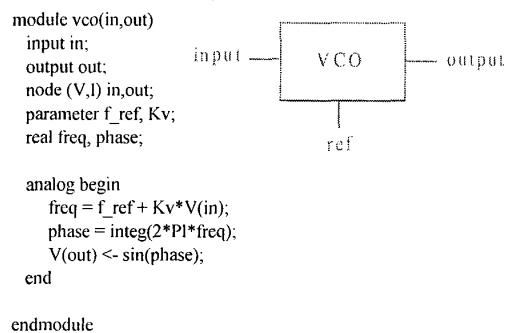 module vco(in,out)
input in;
output out;
node (V,I) in,out;
parameter f_ref, Kv;
real freq, phase;
analog begin
freq = f_ref + Kv*V(in);
phase = integ(2*PI*freq);
V(out) <- sin(phase);
end
endmodule
input
VCO
output
ref